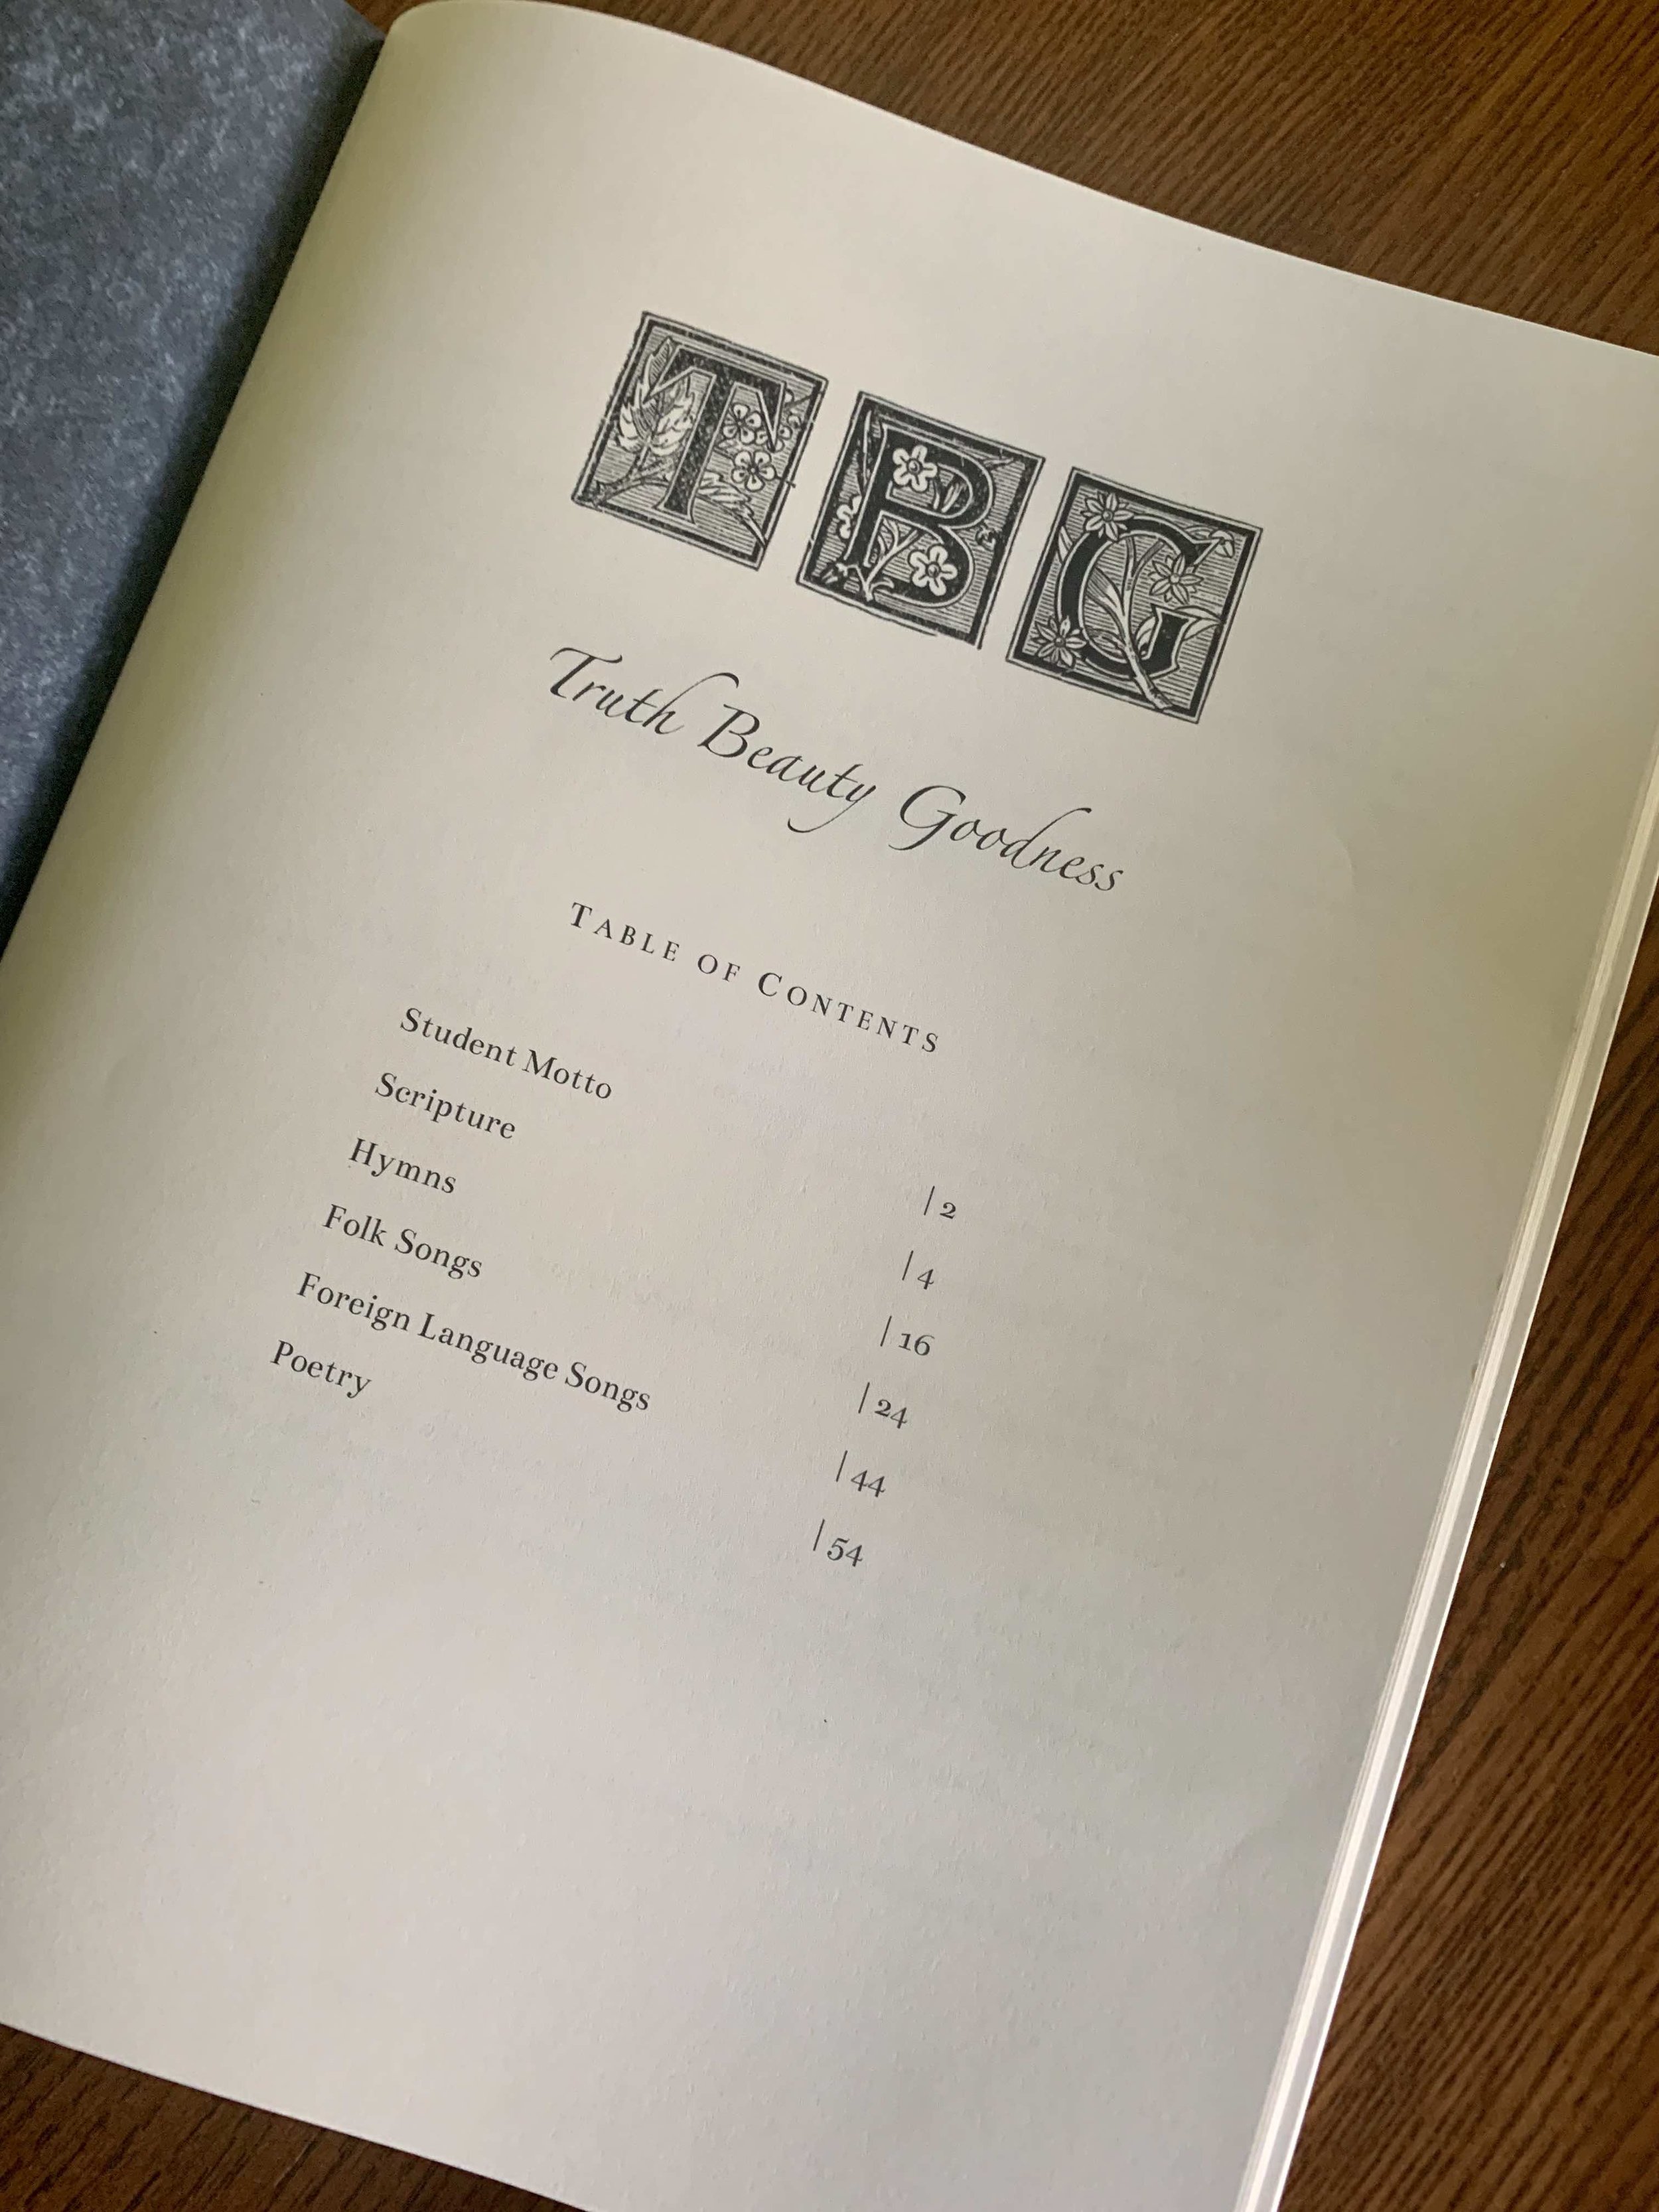 T B G
Truth Beauty Goodness
TABLE OF CONTENTS
Student Motto | 2
Scripture | 4
Hymns | 16
Folk Songs | 24
Foreign Language Songs | 44
Poetry | 54